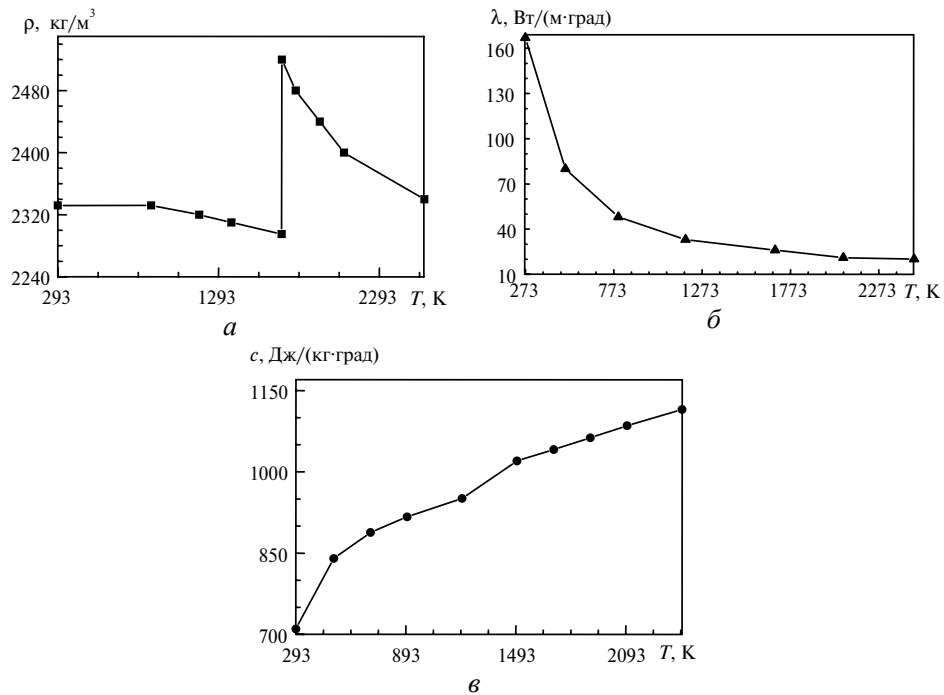 ρ, кг/м³
2480
2400
2320
2240
293 1293 2293 T, K
а
λ, Вт/(м·град)
160
130
100
70
40
10
273 773 1273 1773 2273 T, K
б
c, Дж/(кг·град)
1150
1000
850
700
293 893 1493 2093 T, K
в